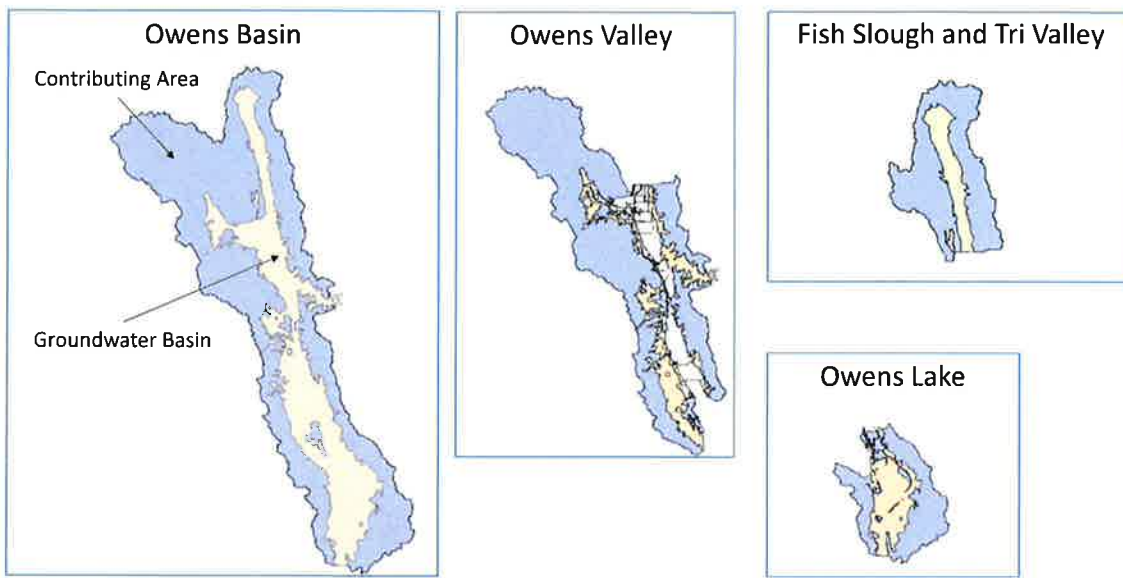 Owens Basin
Contributing Area
Groundwater Basin
Owens Valley
Fish Slough and Tri Valley
Owens Lake